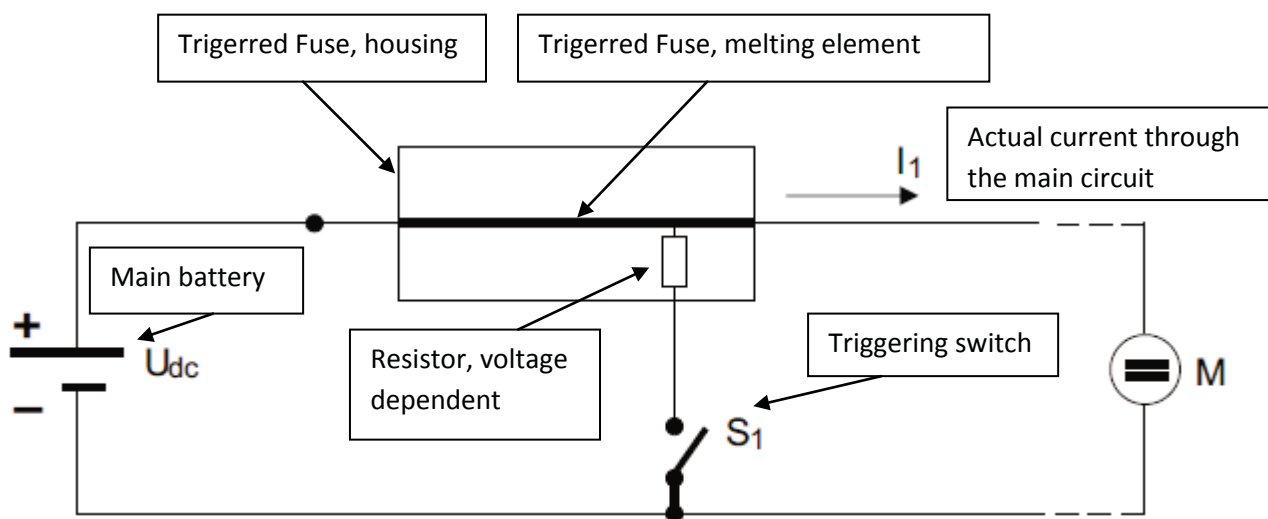 Trigerred Fuse, housing
Trigerred Fuse, melting element
Actual current through
the main circuit
I1
Main battery
+
Udc
−
Resistor, voltage
dependent
Triggering switch
S1
M